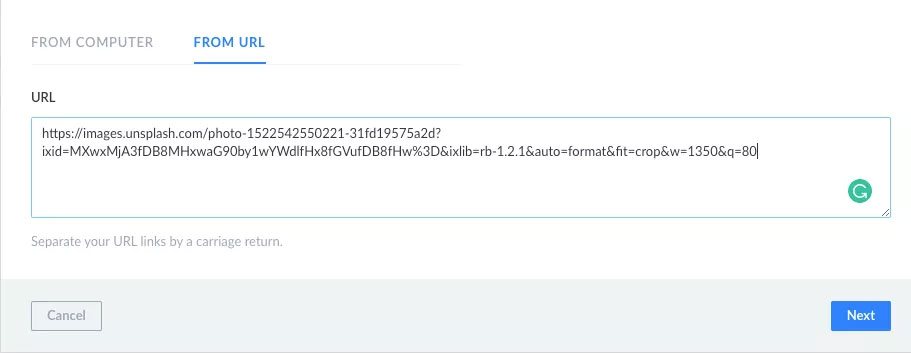 FROM COMPUTER FROM URL
URL
https://images.unsplash.com/photo-1522542550221-31fd19575a2d?
ixid=MXwxMjA3fDB8MHxwaG90by1wYWdlfHx8fGVufDB8fHw%3D&ixlib=rb-1.2.1&auto=format&fit=crop&w=1350&q=80
Separate your URL links by a carriage return.
Cancel Next